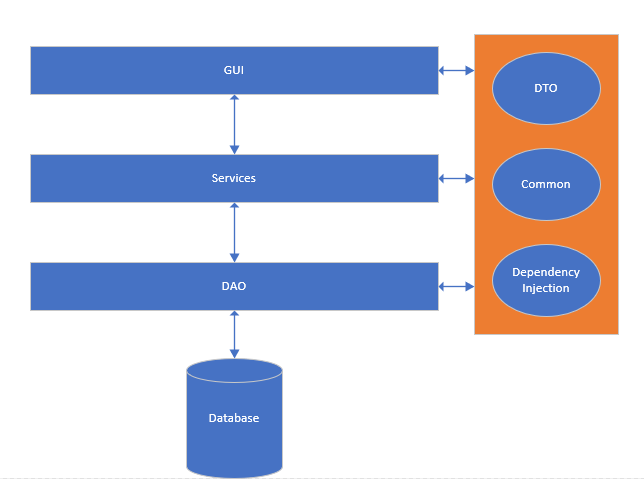 GUI
DTO
Services
Common
DAO
Dependency
Injection
Database